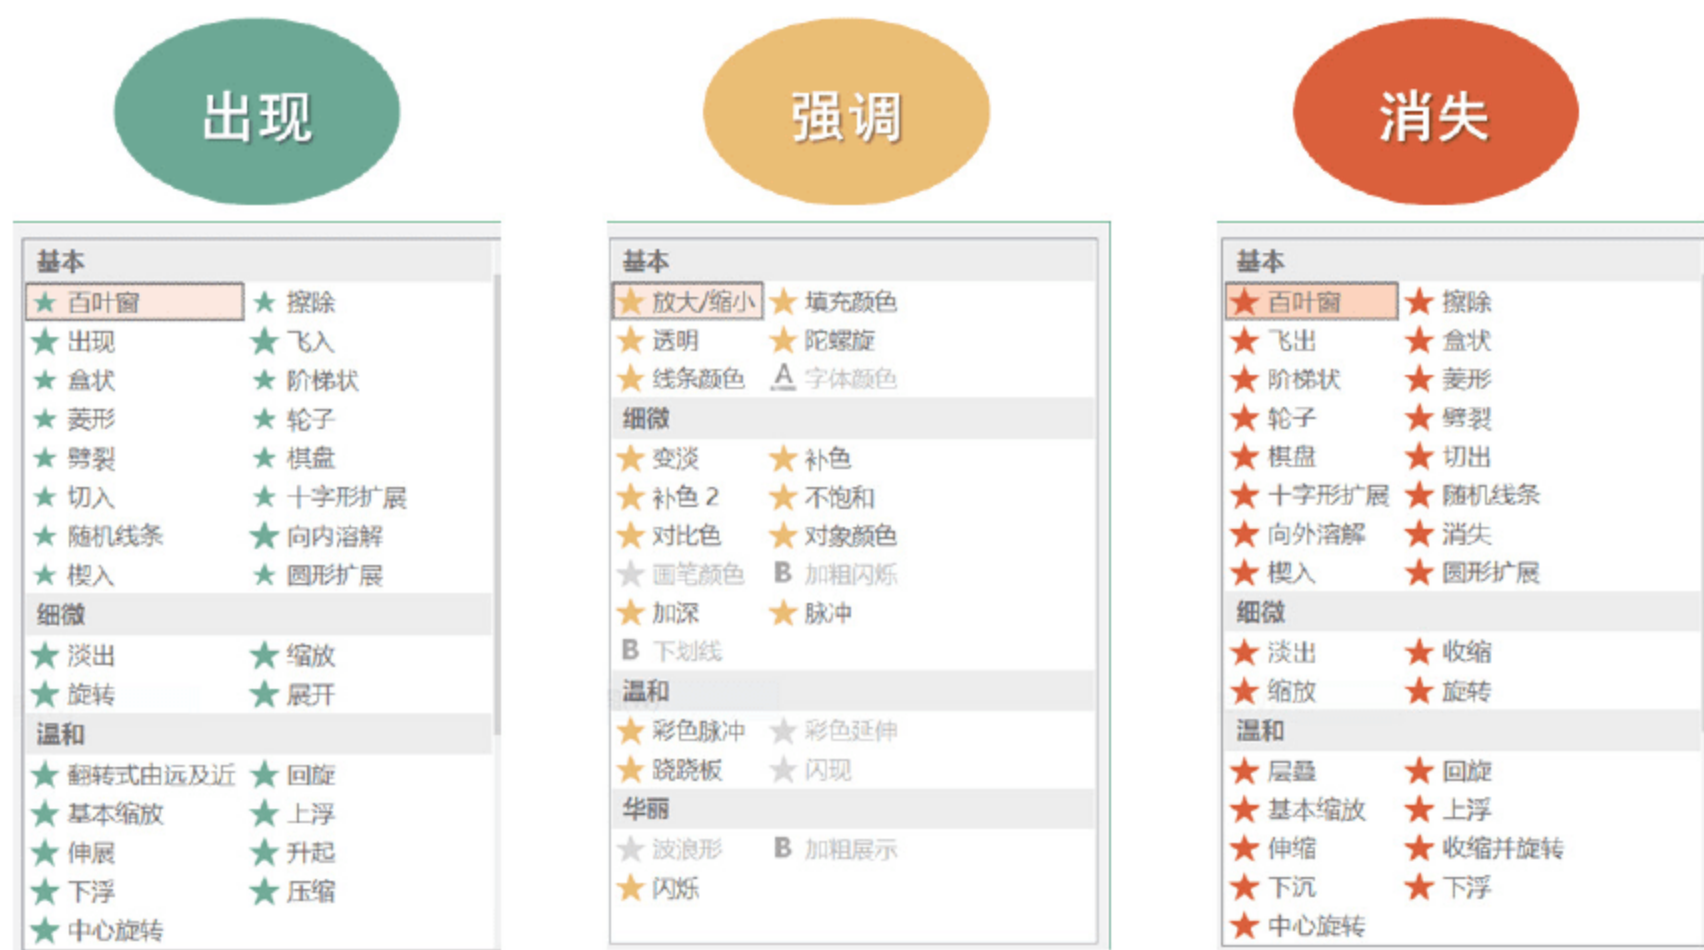 出现
基本
百叶窗 擦除
出现 飞入
盒状 阶梯状
菱形 轮子
劈裂 棋盘
切入 十字形扩展
随机线条 向内溶解
楔入 圆形扩展
细微
淡出 缩放
旋转 展开
温和
翻转式由远及近 回旋
基本缩放 上浮
伸展 升起
下浮 压缩
中心旋转
强调
基本
放大/缩小 填充颜色
透明 陀螺旋
线条颜色 A 字体颜色
细微
变淡 补色
补色 2 不饱和
对比色 对象颜色
画笔颜色 B 加粗闪烁
加深 脉冲
B 下划线
温和
彩色脉冲 彩色延伸
跷跷板 闪现
华丽
波浪形 B 加粗展示
闪烁
消失
基本
百叶窗 擦除
飞出 盒状
阶梯状 菱形
轮子 劈裂
棋盘 切出
十字形扩展 随机线条
向外溶解 消失
楔入 圆形扩展
细微
淡出 收缩
缩放 旋转
温和
层叠 回旋
基本缩放 上浮
伸缩 收缩并旋转
下沉 下浮
中心旋转